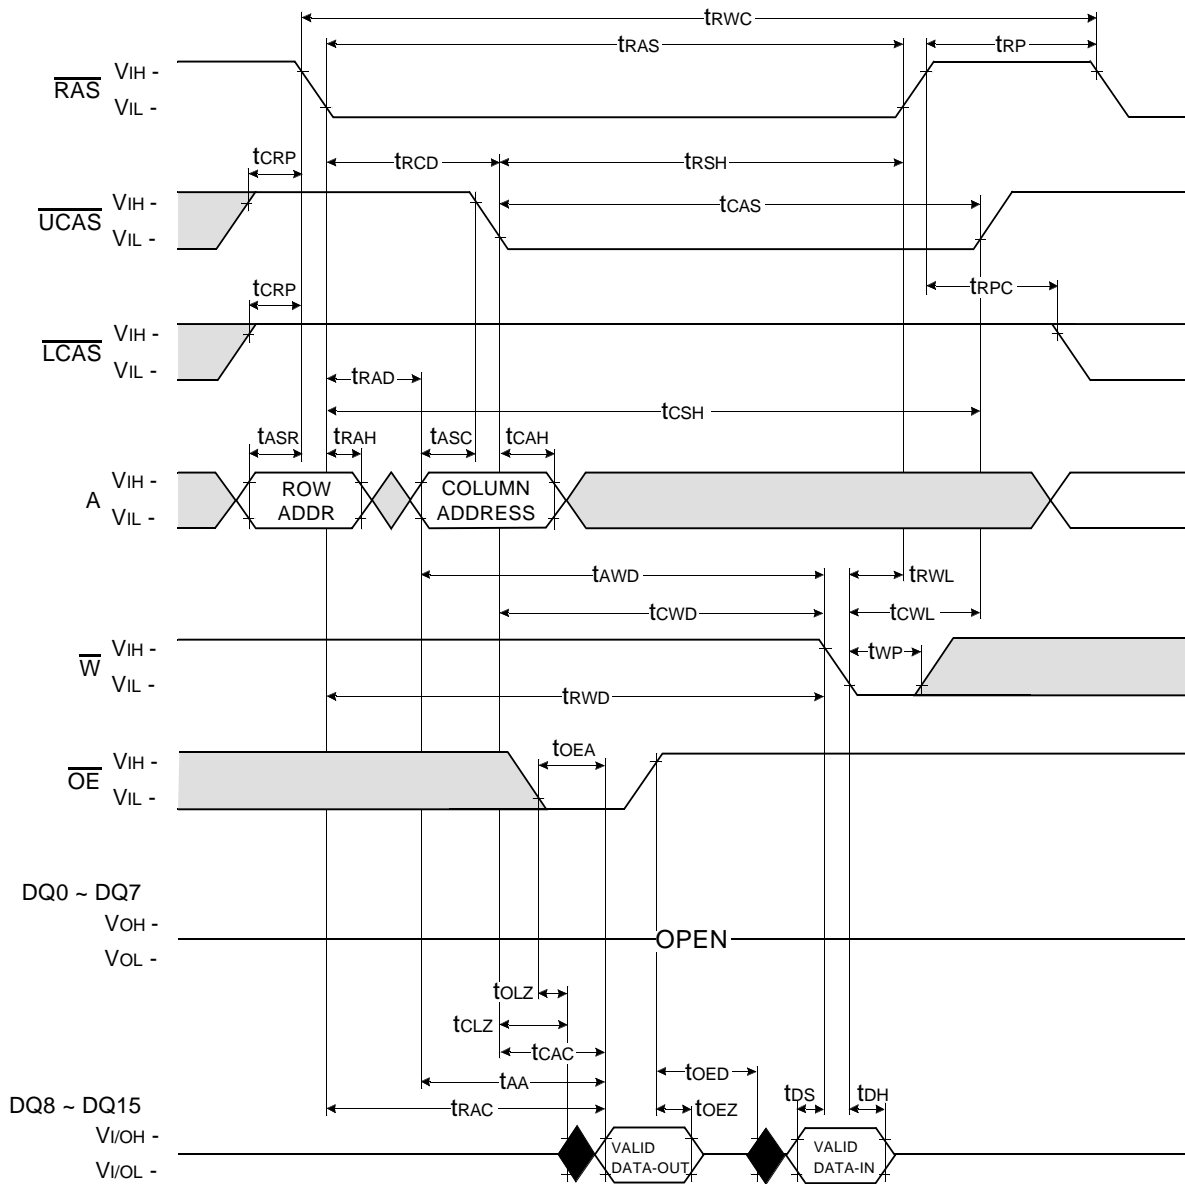 tRWC
tRAS
tRP
RAS
VIH -
VIL -
tCRP
tRCD
tRSH
UCAS
VIH -
VIL -
tCAS
tCRP
tRPC
LCAS
VIH -
VIL -
tRAD
tCSH
tASR
tRAH
tASC
tCAH
A
VIH -
VIL -
ROW
ADDR
COLUMN
ADDRESS
tAWD
tRWL
tCWD
tCWL
W
VIH -
VIL -
tWP
tRWD
OE
VIH -
VIL -
tOEA
DQ0 ~ DQ7
VOH -
VOL -
OPEN
tOLZ
tCLZ
tCAC
tOED
tAA
tDS
tDH
tRAC
tOEZ
DQ8 ~ DQ15
VI/OH -
VI/OL -
VALID
DATA-OUT
VALID
DATA-IN